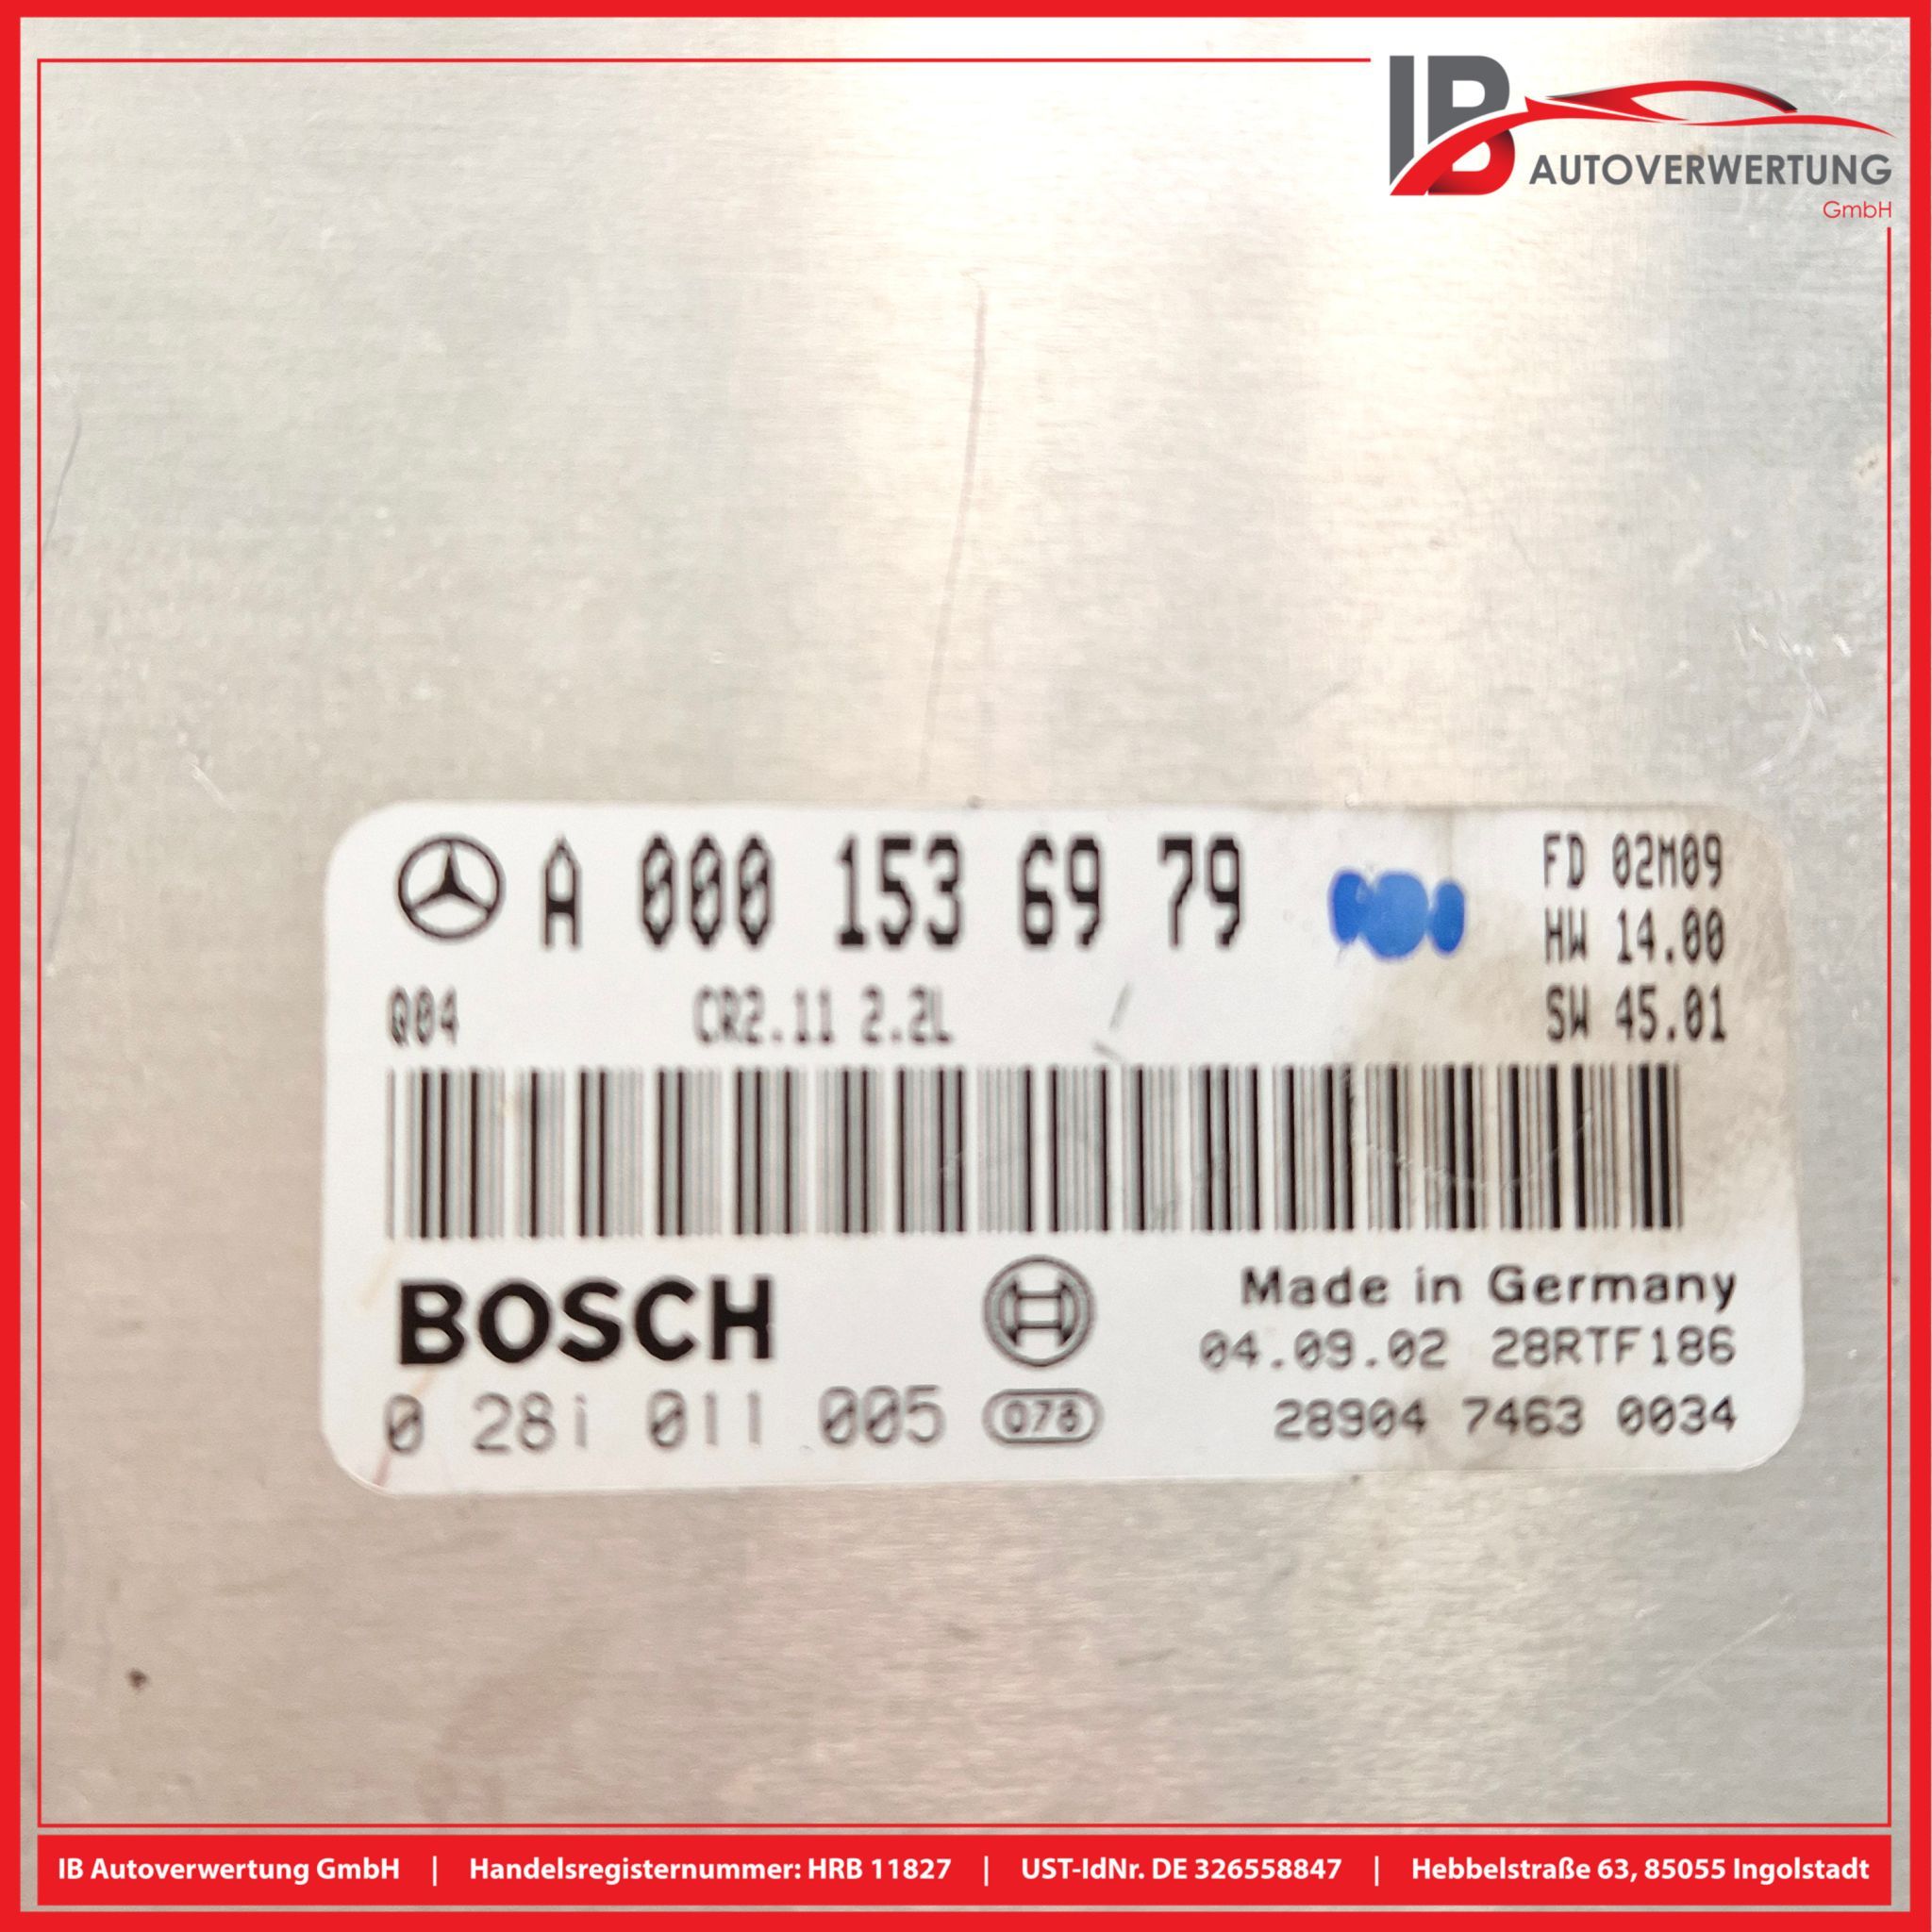 IB
AUTOVERWERTUNG
GmbH
A 000 153 69 79
FD 02M09
HW 14.00
Q04 CR2.11 2.2L
SW 45.01
BOSCH
Made in Germany
04.09.02 28RTF186
0 281 011 005 Q78
28904 7463 0034
IB Autoverwertung GmbH | Handelsregisternummer: HRB 11827 | UST-IdNr. DE 326558847 | Hebbelstraße 63, 85055 Ingolstadt